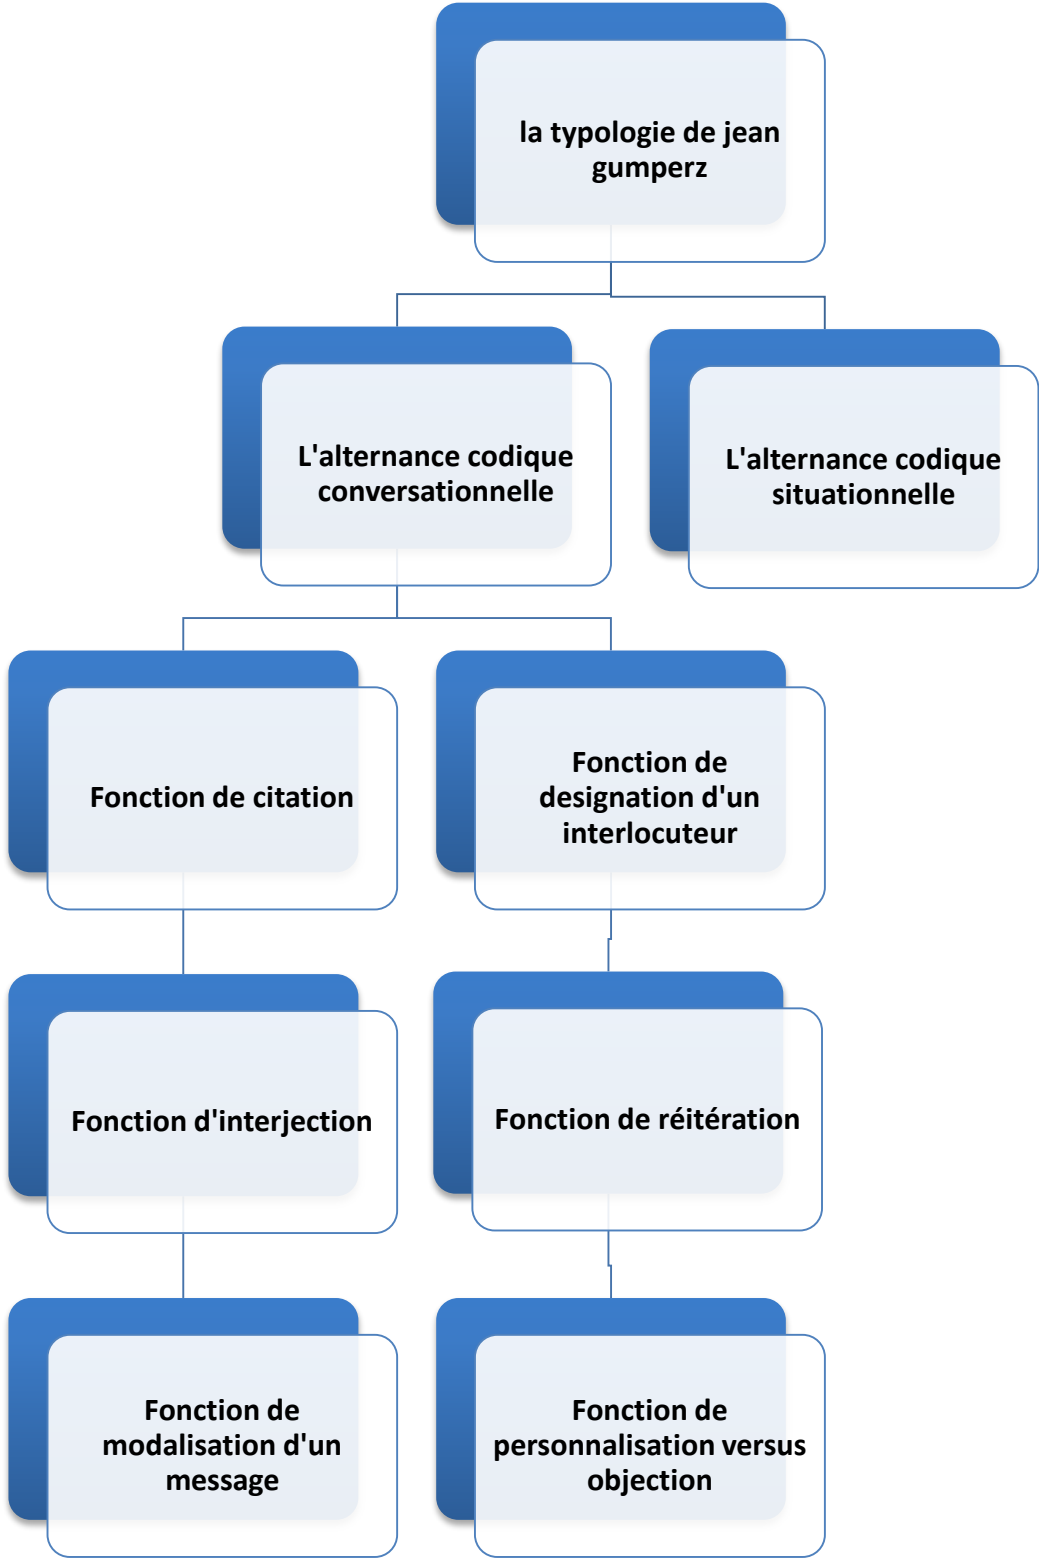 la typologie de jean
gumperz
L'alternance codique
conversationnelle
L'alternance codique
situationnelle
Fonction de citation
Fonction de
designation d'un
interlocuteur
Fonction d'interjection
Fonction de réitération
Fonction de
modalisation d'un
message
Fonction de
personnalisation versus
objection